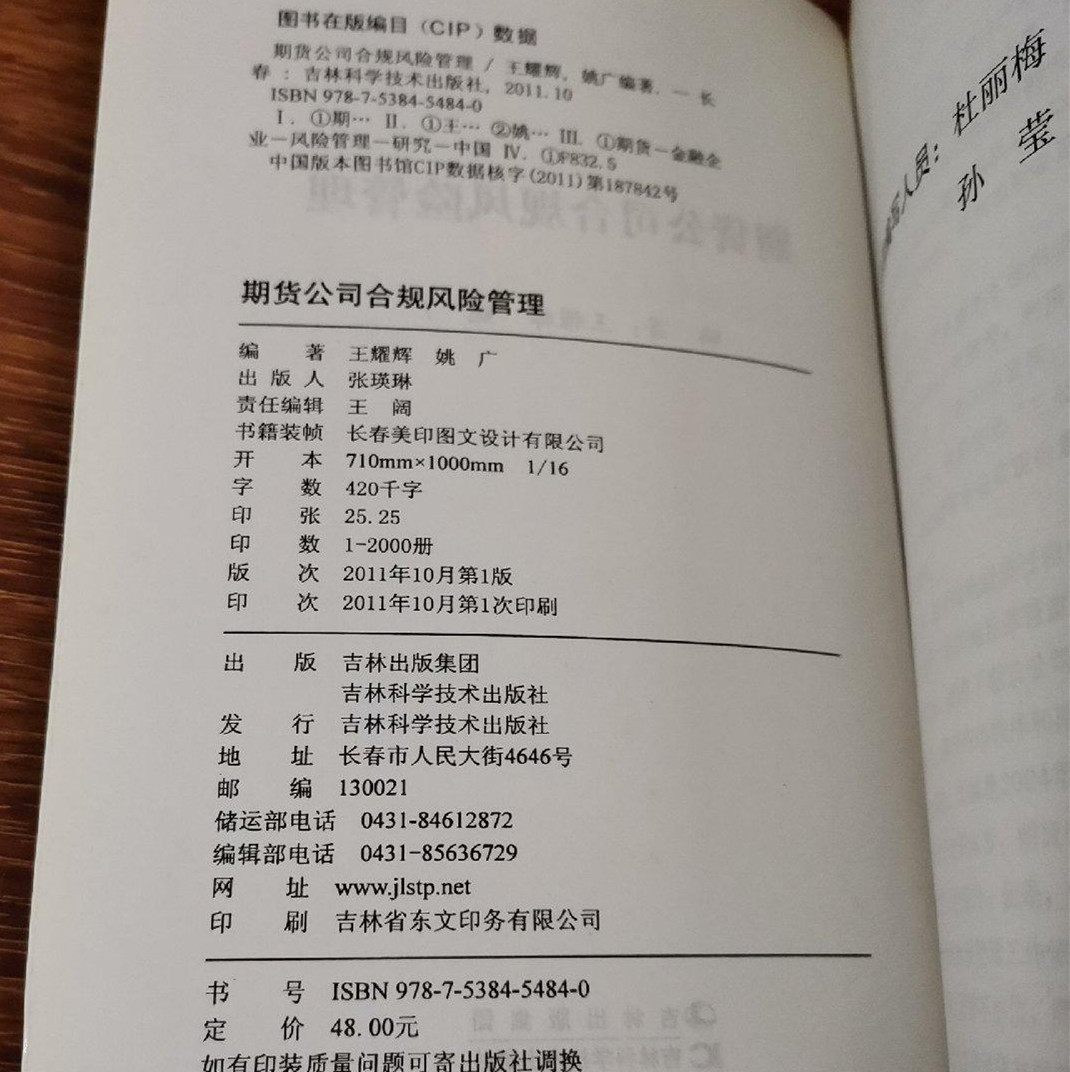 图书在版编目（CIP）数据
期货公司合规风险管理 / 王耀辉，姚广编著. — 长
春：吉林科学技术出版社，2011.10
ISBN 978-7-5384-5484-0
Ⅰ. ①期… Ⅱ. ①王… ②姚… Ⅲ. ①期货－金融企
业－风险管理－研究－中国 Ⅳ. ①F832.5
中国版本图书馆CIP数据核字(2011)第187842号
期货公司合规风险管理
编 著 王耀辉 姚 广
出 版 人 张瑛琳
责任编辑 王 阔
书籍装帧 长春美印图文设计有限公司
开 本 710mm×1000mm 1/16
字 数 420千字
印 张 25.25
印 数 1-2000册
版 次 2011年10月第1版
印 次 2011年10月第1次印刷
出 版 吉林出版集团
吉林科学技术出版社
发 行 吉林科学技术出版社
地 址 长春市人民大街4646号
邮 编 130021
储运部电话 0431-84612872
编辑部电话 0431-85636729
网 址 www.jlstp.net
印 刷 吉林省东文印务有限公司
书 号 ISBN 978-7-5384-5484-0
定 价 48.00元
如有印装质量问题可寄出版社调换
人员： 杜丽梅
孙 莹